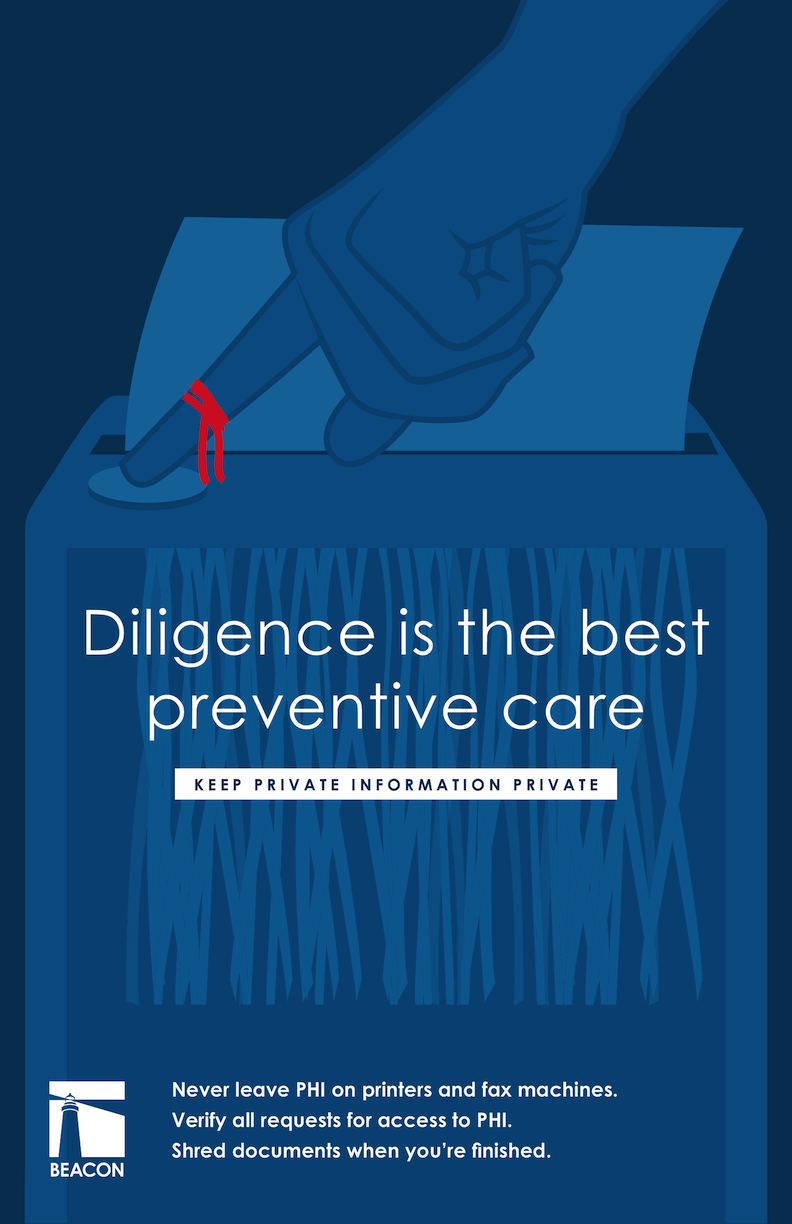 Diligence is the best
preventive care
KEEP PRIVATE INFORMATION PRIVATE
Never leave PHI on printers and fax machines.
Verify all requests for access to PHI.
Shred documents when you’re finished.
BEACON